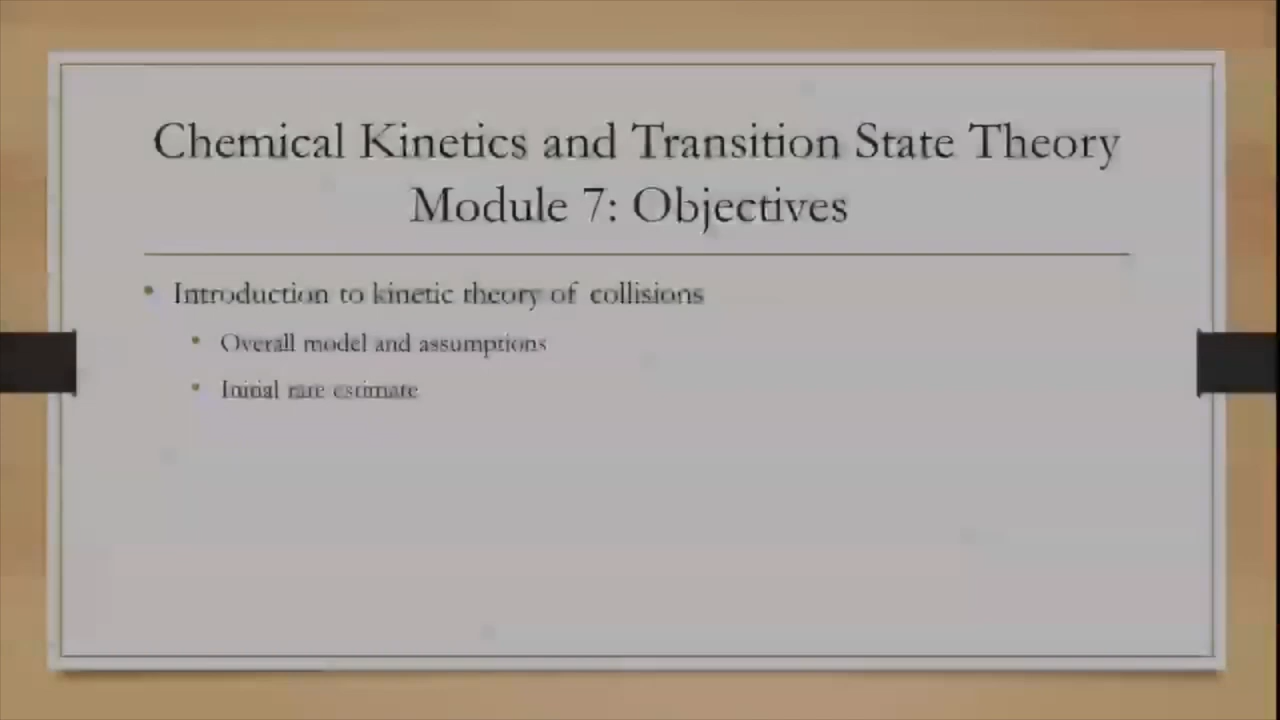 Chemical Kinetics and Transition State Theory
Module 7: Objectives
• Introduction to kinetic theory of collisions
• Overall model and assumptions
• Initial rate estimate